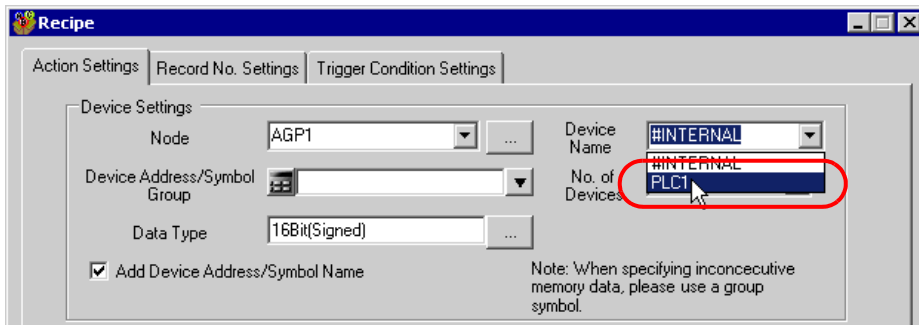 Recipe
Action Settings
Record No. Settings
Trigger Condition Settings
Device Settings
Node
AGP1
...
Device
Name
#INTERNAL
#INTERNAL
PLC1
Device Address/Symbol
Group
No. of
Devices
Data Type
16Bit(Signed)
...
Add Device Address/Symbol Name
Note: When specifying inconcecutive
memory data, please use a group
symbol.